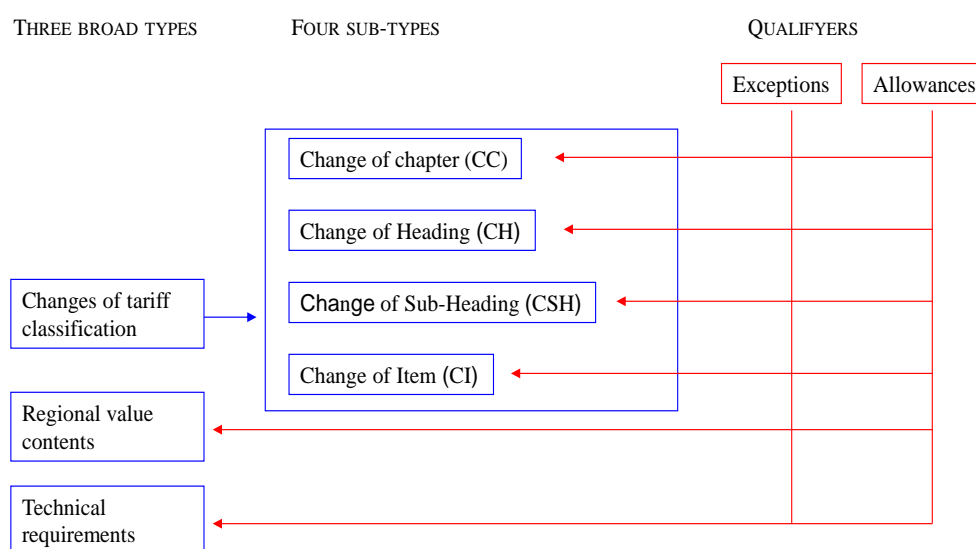 THREE BROAD TYPES
FOUR SUB-TYPES
QUALIFYERS
Exceptions
Allowances
Change of chapter (CC)
Change of Heading (CH)
Changes of tariff
classification
Change of Sub-Heading (CSH)
Change of Item (CI)
Regional value
contents
Technical
requirements